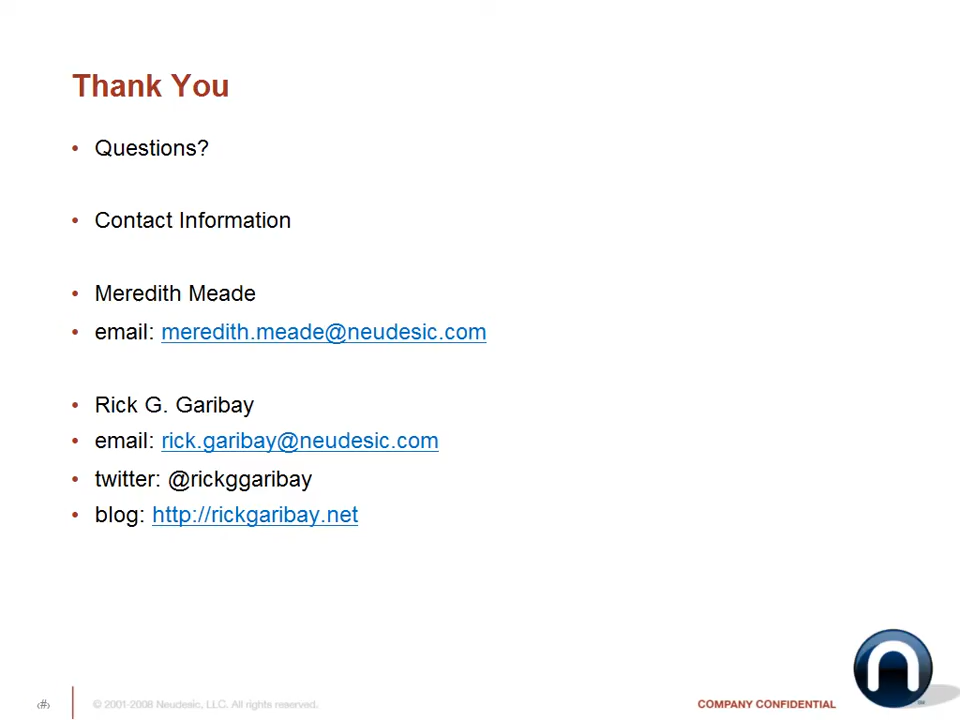 Thank You
• Questions?
• Contact Information
• Meredith Meade
• email: meredith.meade@neudesic.com
• Rick G. Garibay
• email: rick.garibay@neudesic.com
• twitter: @rickggaribay
• blog: http://rickgaribay.net
‹#›
© 2001-2008 Neudesic, LLC. All rights reserved.
COMPANY CONFIDENTIAL
n